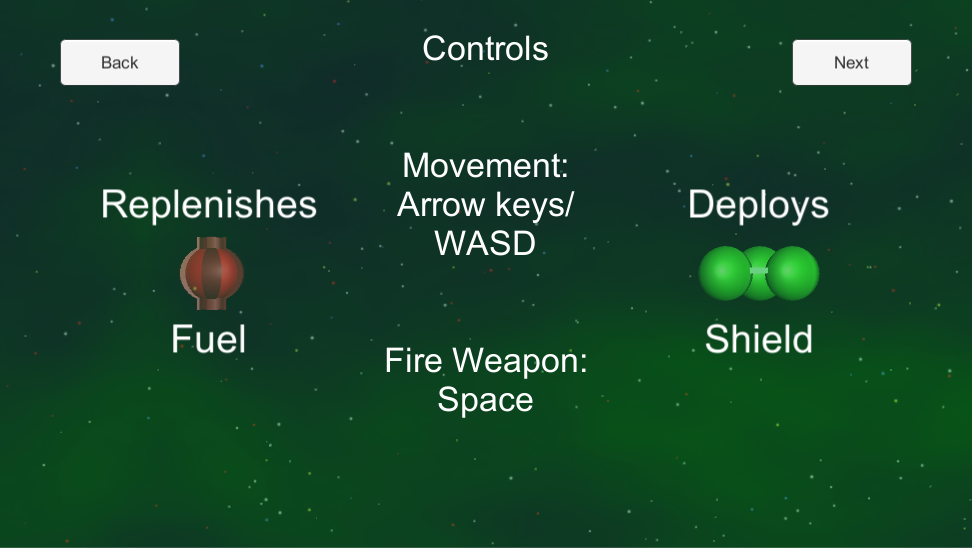 Back
Controls
Next
Replenishes
Fuel
Movement:
Arrow keys/
WASD
Fire Weapon:
Space
Deploys
Shield